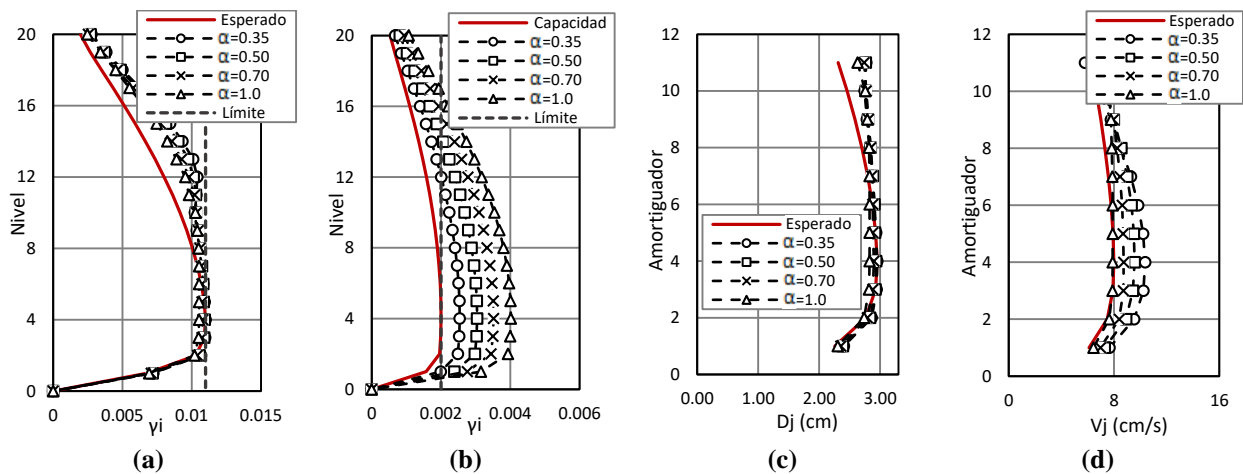 Nivel
20
16
12
8
4
0
Esperado
α=0.35
α=0.50
α=0.70
α=1.0
Límite
0 0.005 0.01 0.015
γi
(a)
Nivel
20
16
12
8
4
0
Capacidad
α=0.35
α=0.50
α=0.70
α=1.0
Límite
0 0.002 0.004 0.006
γi
(b)
Amortiguador
12
10
8
6
4
2
0
Esperado
α=0.35
α=0.50
α=0.70
α=1.0
0.00 1.00 2.00 3.00
Dj (cm)
(c)
Amortiguador
12
10
8
6
4
2
0
Esperado
α=0.35
α=0.50
α=0.70
α=1.0
0 8 16
Vj (cm/s)
(d)